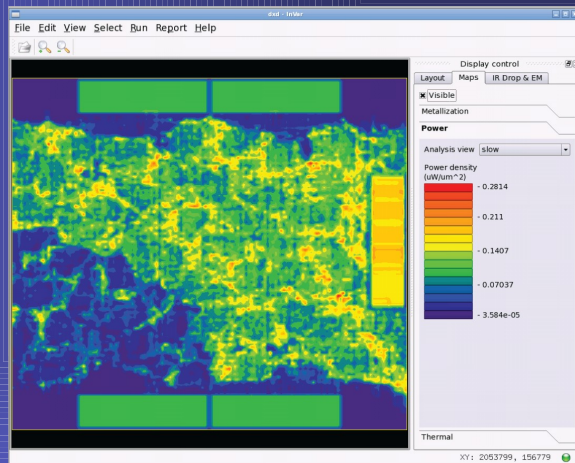 dsd - InVer
File Edit View Select Run Report Help
Display control
Layout Maps IR Drop & EM
Visible
Metallization
Power
Analysis view slow
Power density
(uW/um^2)
- 0.2814
- 0.211
- 0.1407
- 0.07037
- 3.584e-05
Thermal
XY: 2053799, 156779